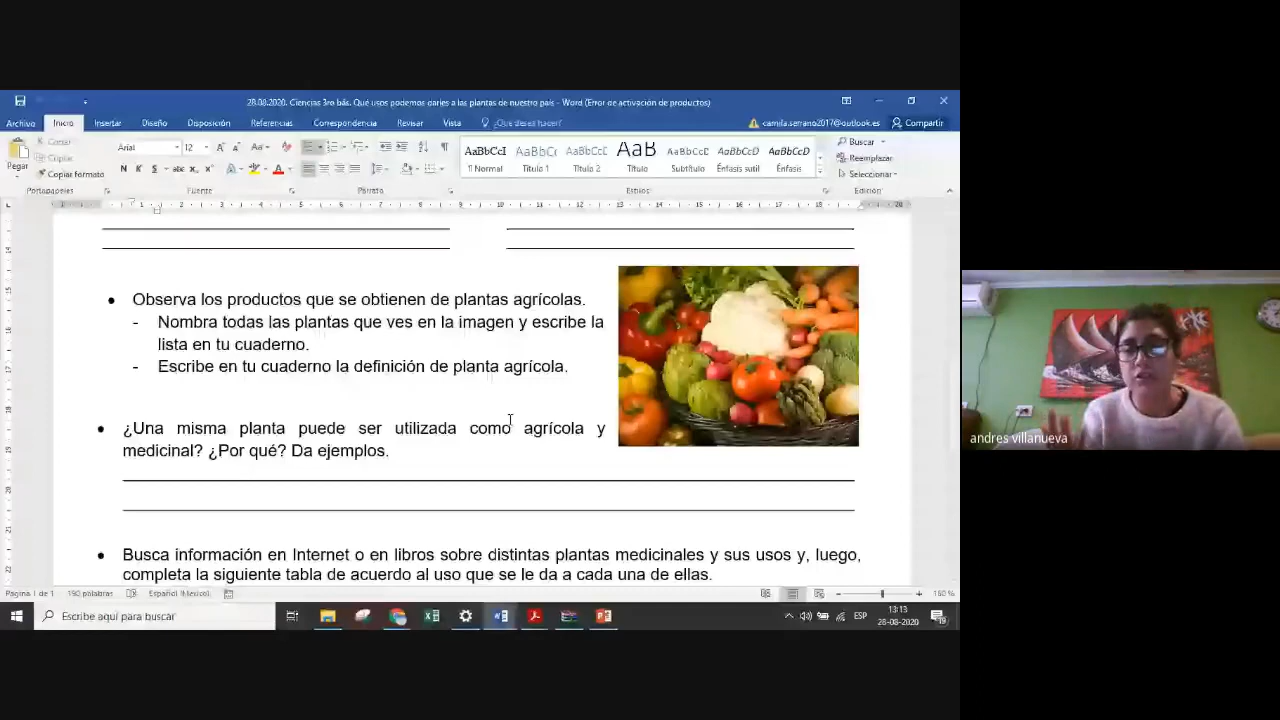 28.08.2020. Ciencias 3ro bás. Qué usos podemos darles a las plantas de nuestro país - Word (Error de activación de productos)
Archivo Inicio Insertar Diseño Disposición Referencias Correspondencia Revisar Vista ¿Qué desea hacer? camila.serrano2017@outlook.es Compartir
Pegar
Cortar
Copiar
Copiar formato
Portapapeles
Arial 12
N K S abc
Fuente
Párrafo
AaBbCcI AaBbC AaBbCc AaB AaBbCcD AaBbCcD AaBbCcD
¶ Normal Título 1 Título 2 Título Subtítulo Énfasis sutil Énfasis
Estilos
Buscar
Reemplazar
Seleccionar
Edición
• Observa los productos que se obtienen de plantas agrícolas.
- Nombra todas las plantas que ves en la imagen y escribe la
lista en tu cuaderno.
- Escribe en tu cuaderno la definición de planta agrícola.
• ¿Una misma planta puede ser utilizada como agrícola y
medicinal? ¿Por qué? Da ejemplos.
• Busca información en Internet o en libros sobre distintas plantas medicinales y sus usos y, luego,
completa la siguiente tabla de acuerdo al uso que se le da a cada una de ellas.
Página 1 de 1 190 palabras Español (México) 160 %
Escribe aquí para buscar
ESP
13:13
28-08-2020
andres villanueva